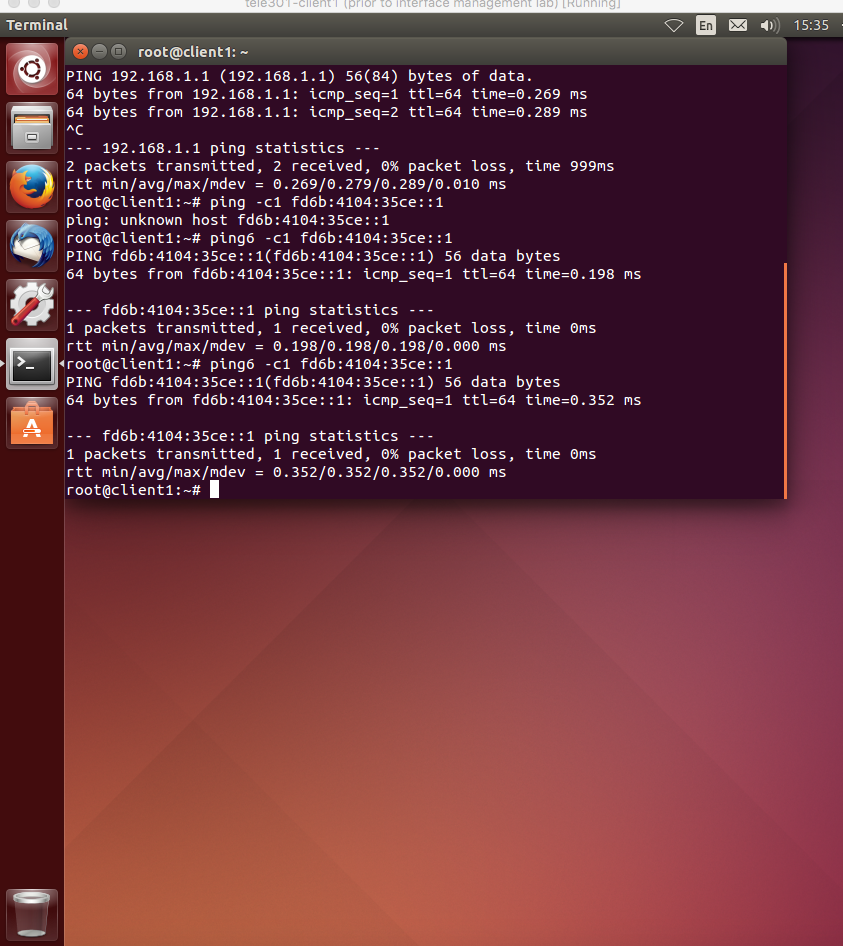 tele301-client1 (prior to interface management lab) [Running]
Terminal
En
15:35
root@client1: ~
PING 192.168.1.1 (192.168.1.1) 56(84) bytes of data.
64 bytes from 192.168.1.1: icmp_seq=1 ttl=64 time=0.269 ms
64 bytes from 192.168.1.1: icmp_seq=2 ttl=64 time=0.289 ms
^C
--- 192.168.1.1 ping statistics ---
2 packets transmitted, 2 received, 0% packet loss, time 999ms
rtt min/avg/max/mdev = 0.269/0.279/0.289/0.010 ms
root@client1:~# ping -c1 fd6b:4104:35ce::1
ping: unknown host fd6b:4104:35ce::1
root@client1:~# ping6 -c1 fd6b:4104:35ce::1
PING fd6b:4104:35ce::1(fd6b:4104:35ce::1) 56 data bytes
64 bytes from fd6b:4104:35ce::1: icmp_seq=1 ttl=64 time=0.198 ms
--- fd6b:4104:35ce::1 ping statistics ---
1 packets transmitted, 1 received, 0% packet loss, time 0ms
rtt min/avg/max/mdev = 0.198/0.198/0.198/0.000 ms
root@client1:~# ping6 -c1 fd6b:4104:35ce::1
PING fd6b:4104:35ce::1(fd6b:4104:35ce::1) 56 data bytes
64 bytes from fd6b:4104:35ce::1: icmp_seq=1 ttl=64 time=0.352 ms
--- fd6b:4104:35ce::1 ping statistics ---
1 packets transmitted, 1 received, 0% packet loss, time 0ms
rtt min/avg/max/mdev = 0.352/0.352/0.352/0.000 ms
root@client1:~#